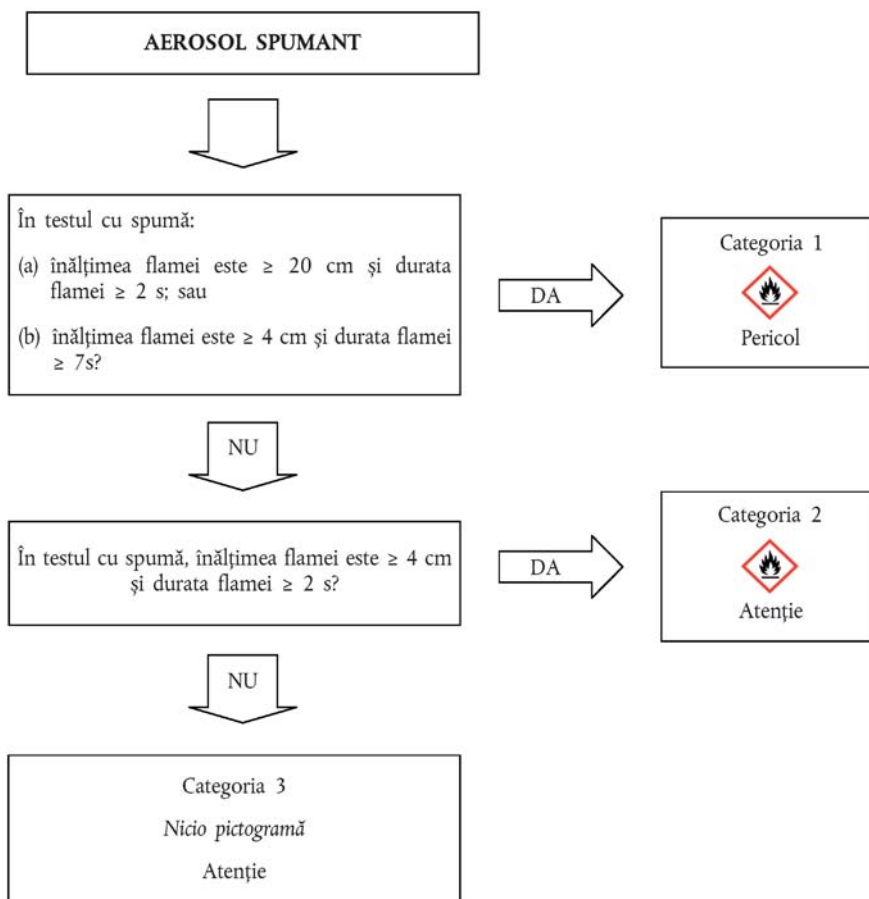 AEROSOL SPUMANT
În testul cu spumă:
(a) înălțimea flamei este ≥ 20 cm și durata
flamei ≥ 2 s; sau
(b) înălțimea flamei este ≥ 4 cm și durata flamei
≥ 7s?
DA
Categoria 1
Pericol
NU
În testul cu spumă, înălțimea flamei este ≥ 4 cm
și durata flamei ≥ 2 s?
DA
Categoria 2
Atenție
NU
Categoria 3
Nicio pictogramă
Atenție